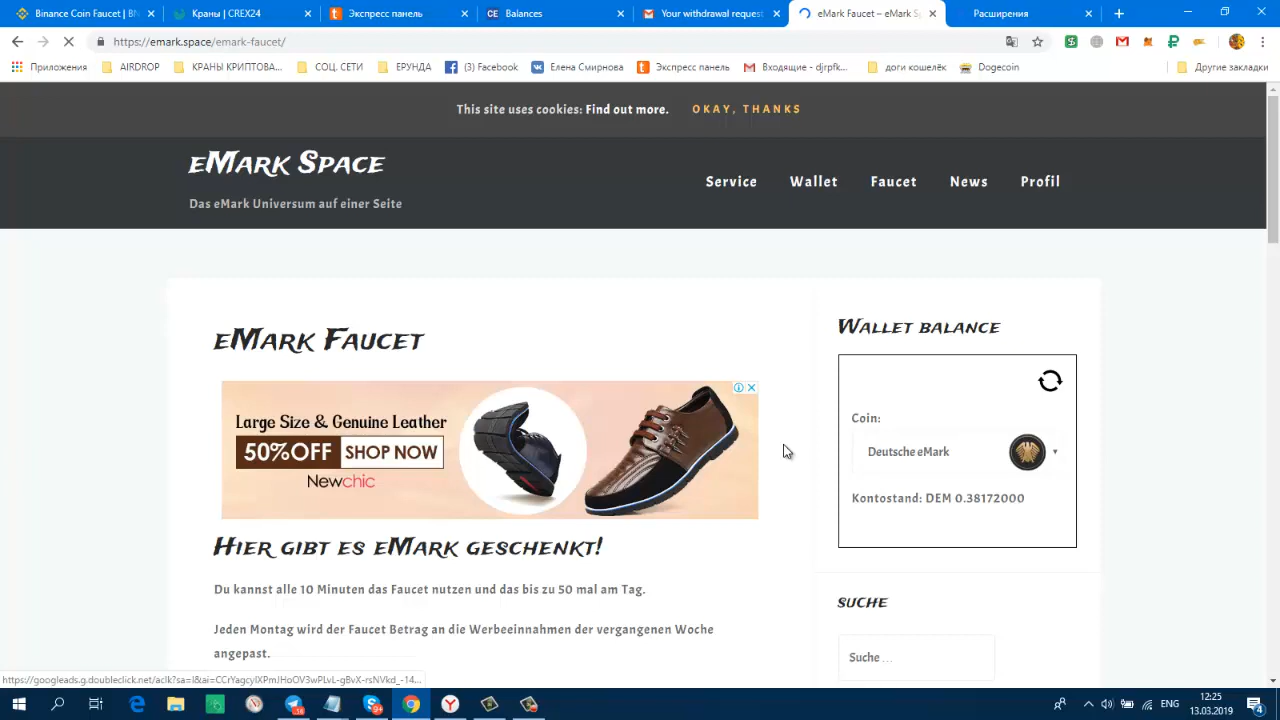 Binance Coin Faucet | BN
Краны | CREX24
Экспресс панель
Balances
Your withdrawal request
eMark Faucet – eMark Sp
Расширения
https://emark.space/emark-faucet/
Приложения
AIRDROP
КРАНЫ КРИПТОВА...
СОЦ. СЕТИ
ЕРУНДА
(3) Facebook
Елена Смирнова
Экспресс панель
Входящие - djrpfk...
доги кошелёк
Dogecoin
Другие закладки
This site uses cookies: Find out more.
OKAY, THANKS
eMark Space
Das eMark Universum auf einer Seite
Service
Wallet
Faucet
News
Profil
eMark Faucet
Large Size & Genuine Leather
50%OFF
SHOP NOW
Newchic
Hier gibt es eMark geschenkt!
Du kannst alle 10 Minuten das Faucet nutzen und das bis zu 50 mal am Tag.
Jeden Montag wird der Faucet Betrag an die Werbeeinnahmen der vergangenen Woche
angepast.
Wallet balance
Coin:
Deutsche eMark
Kontostand: DEM 0.38172000
Suche
Suche ...
https://googleads.g.doubleclick.net/aclk?sa=l&ai=CCrYagcyIXPmJHoOV3wPLvL-gBvX-rsNVkd_-14...
ENG
12:25
13.03.2019
4